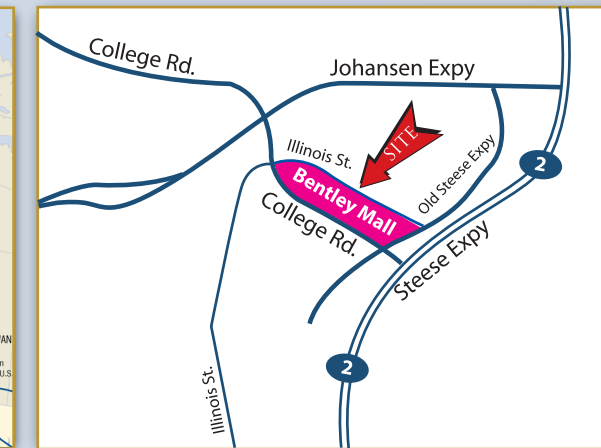 College Rd.
Johansen Expy
SITE
2
Illinois St.
Old Steese Expy
Bentley Mall
College Rd.
Steese Expy
2
Illinois St.
U.S.